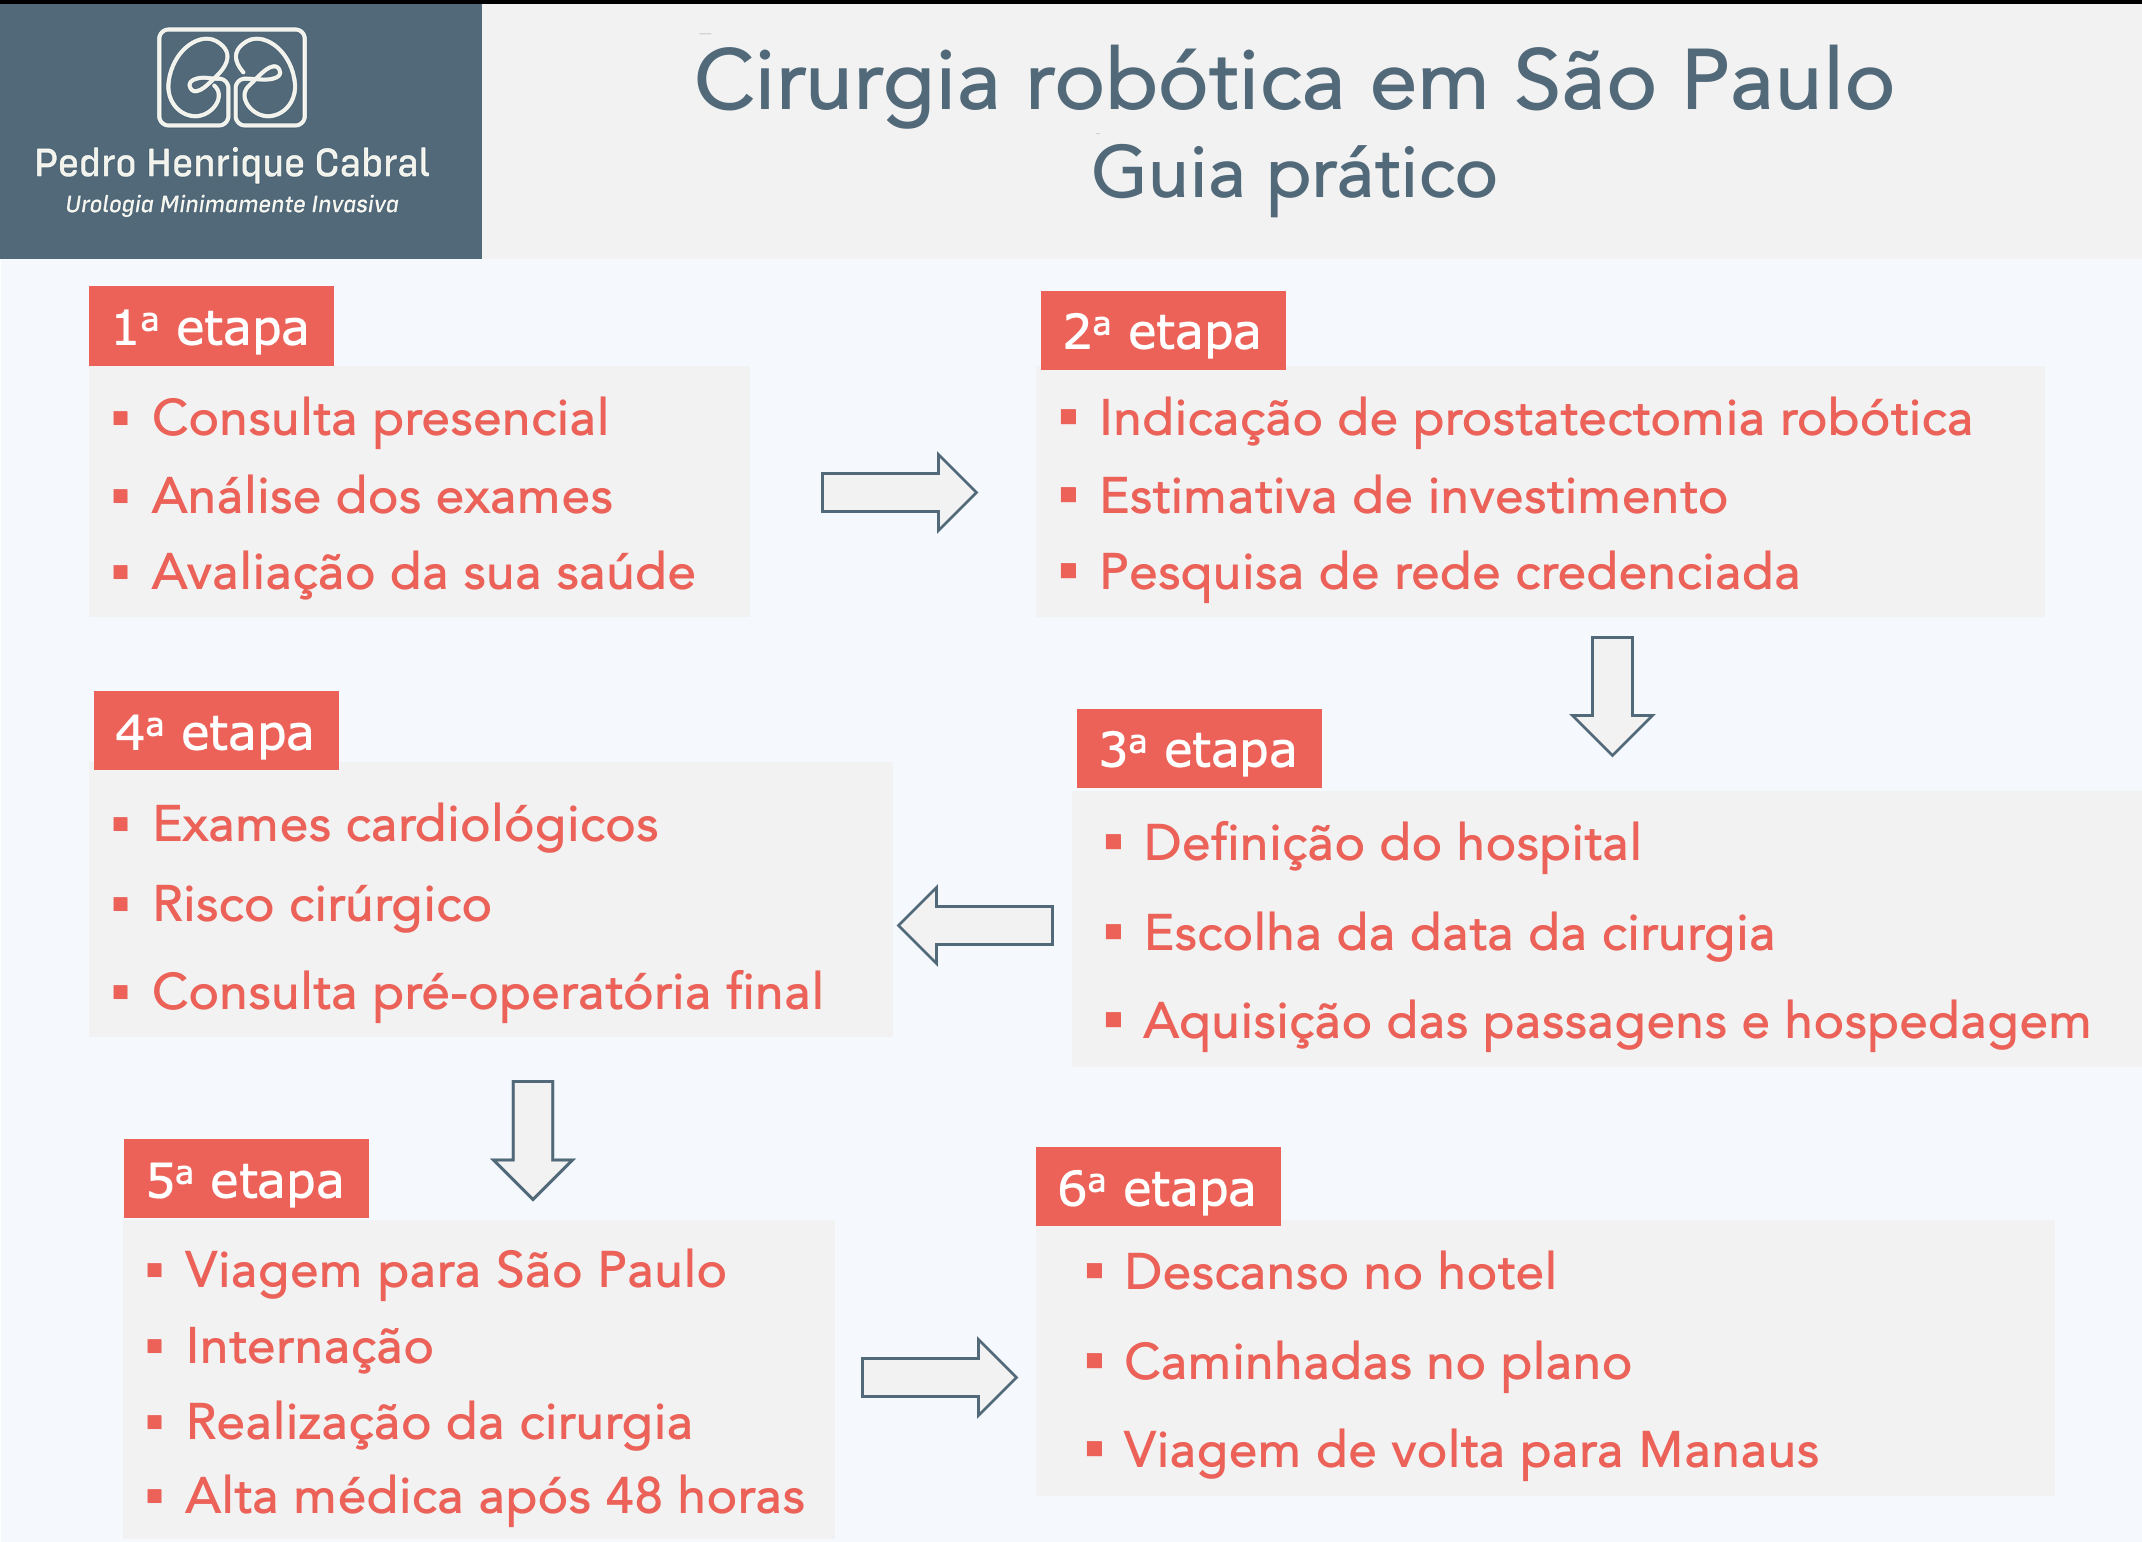 Pedro Henrique Cabral
Urologia Minimamente Invasiva
Cirurgia robótica em São Paulo
Guia prático
1ª etapa
▪ Consulta presencial
▪ Análise dos exames
▪ Avaliação da sua saúde
2ª etapa
▪ Indicação de prostatectomia robótica
▪ Estimativa de investimento
▪ Pesquisa de rede credenciada
3ª etapa
▪ Definição do hospital
▪ Escolha da data da cirurgia
▪ Aquisição das passagens e hospedagem
4ª etapa
▪ Exames cardiológicos
▪ Risco cirúrgico
▪ Consulta pré-operatória final
5ª etapa
▪ Viagem para São Paulo
▪ Internação
▪ Realização da cirurgia
▪ Alta médica após 48 horas
6ª etapa
▪ Descanso no hotel
▪ Caminhadas no plano
▪ Viagem de volta para Manaus